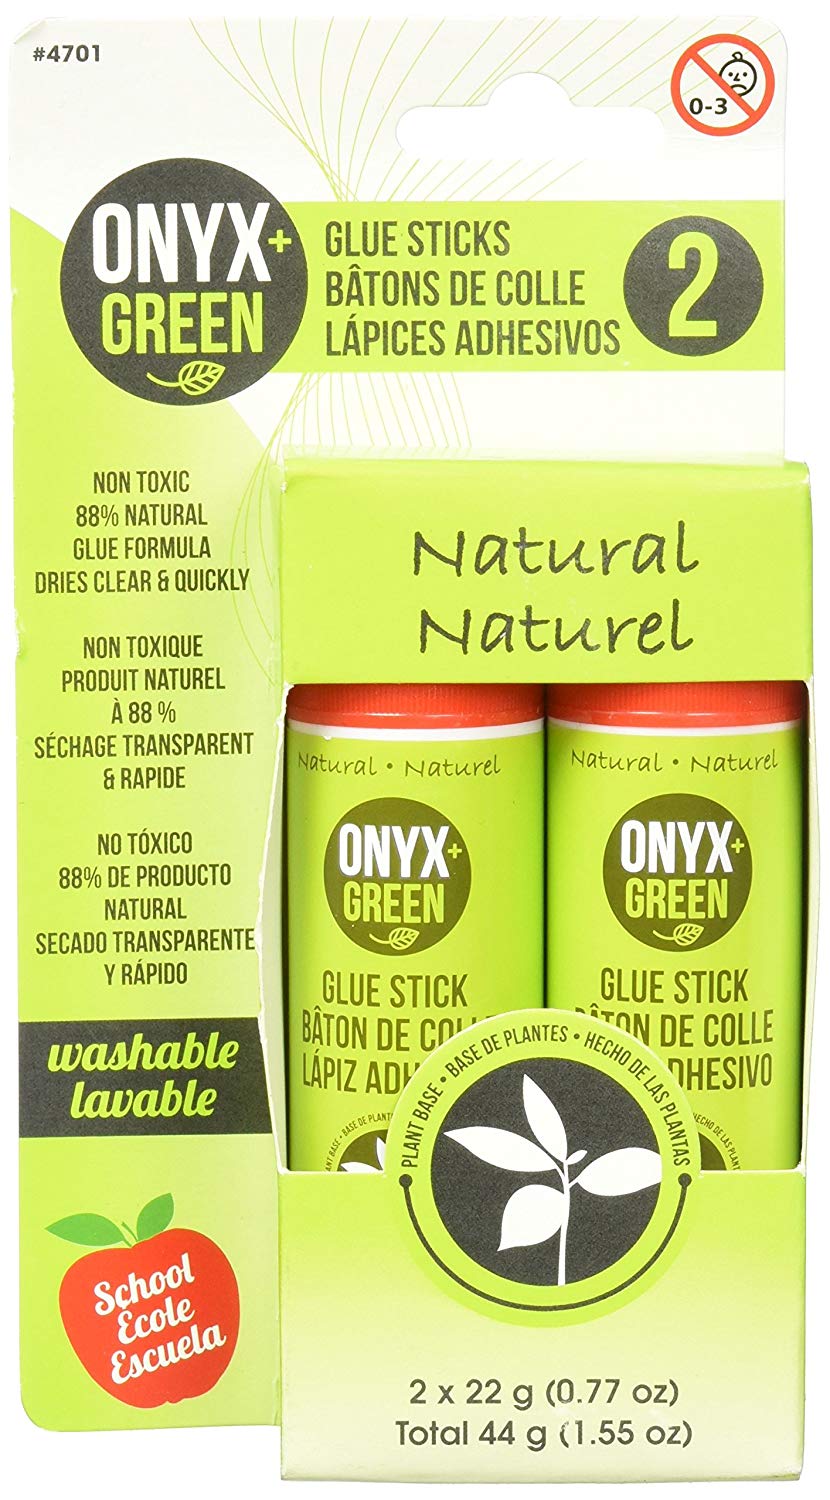 #4701
0-3
ONYX+
GREEN
GLUE STICKS
BÂTONS DE COLLE
LÁPICES ADHESIVOS
2
NON TOXIC
88% NATURAL
GLUE FORMULA
DRIES CLEAR & QUICKLY
NON TOXIQUE
PRODUIT NATUREL
À 88 %
SÉCHAGE TRANSPARENT
& RAPIDE
NO TÓXICO
88% DE PRODUCTO
NATURAL
SECADO TRANSPARENTE
Y RÁPIDO
washable
lavable
School
Ecole
Escuela
Natural
Naturel
Natural • Naturel
ONYX+
GREEN
GLUE STICK
BÂTON DE COLLE
LÁPIZ
Natural • Naturel
ONYX+
GREEN
GLUE STICK
BÂTON DE COLLE
ADHESIVO
PLANT BASE • BASE DE PLANTES • HECHO DE LAS PLANTAS
2 x 22 g (0.77 oz)
Total 44 g (1.55 oz)